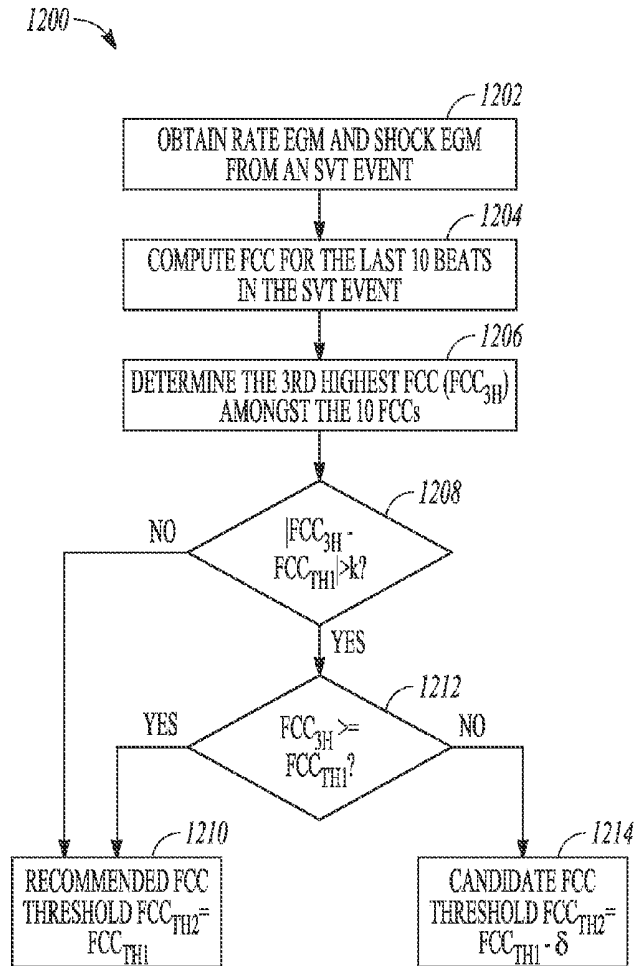 1200
1202
OBTAIN RATE EGM AND SHOCK EGM
FROM AN SVT EVENT
1204
COMPUTE FCC FOR THE LAST 10 BEATS
IN THE SVT EVENT
1206
DETERMINE THE 3RD HIGHEST FCC (FCC3H)
AMONGST THE 10 FCCs
1208
NO
|FCC3H -
FCCTH1|>k?
YES
1212
YES
FCC3H >=
FCCTH1?
NO
1210
RECOMMENDED FCC
THRESHOLD FCCTH2=
FCCTH1
1214
CANDIDATE FCC
THRESHOLD FCCTH2=
FCCTH1 - δ